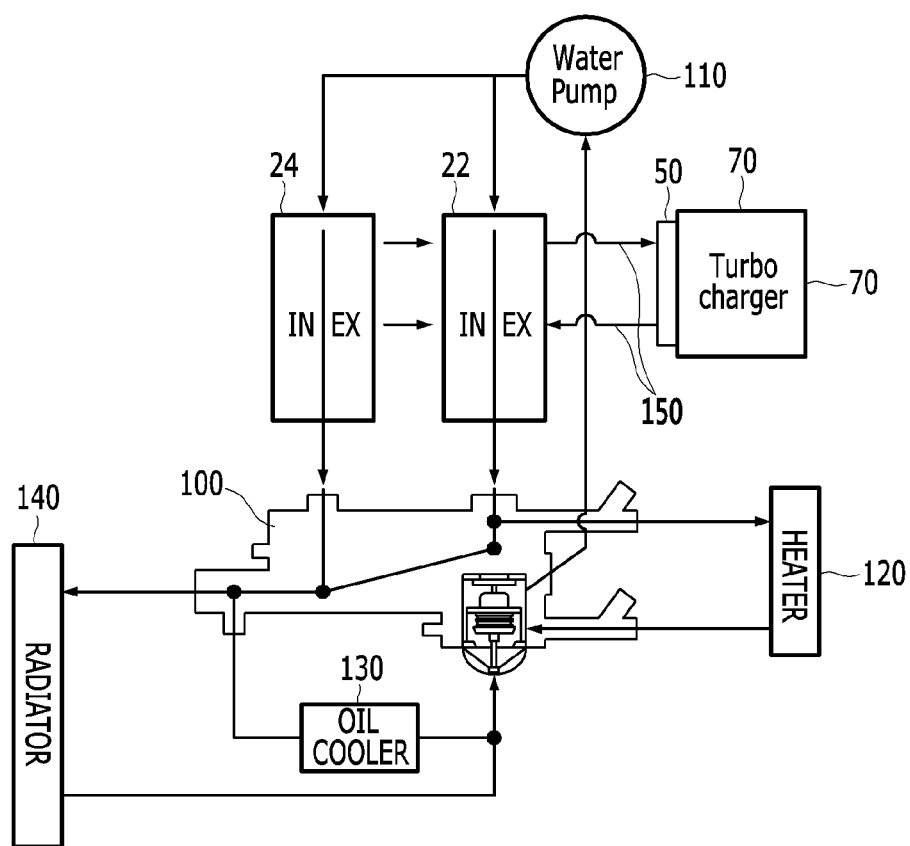 Water
Pump
110
24
22
50
70
Turbo
charger
70
IN EX
IN EX
150
100
140
HEATER
120
RADIATOR
130
OIL
COOLER